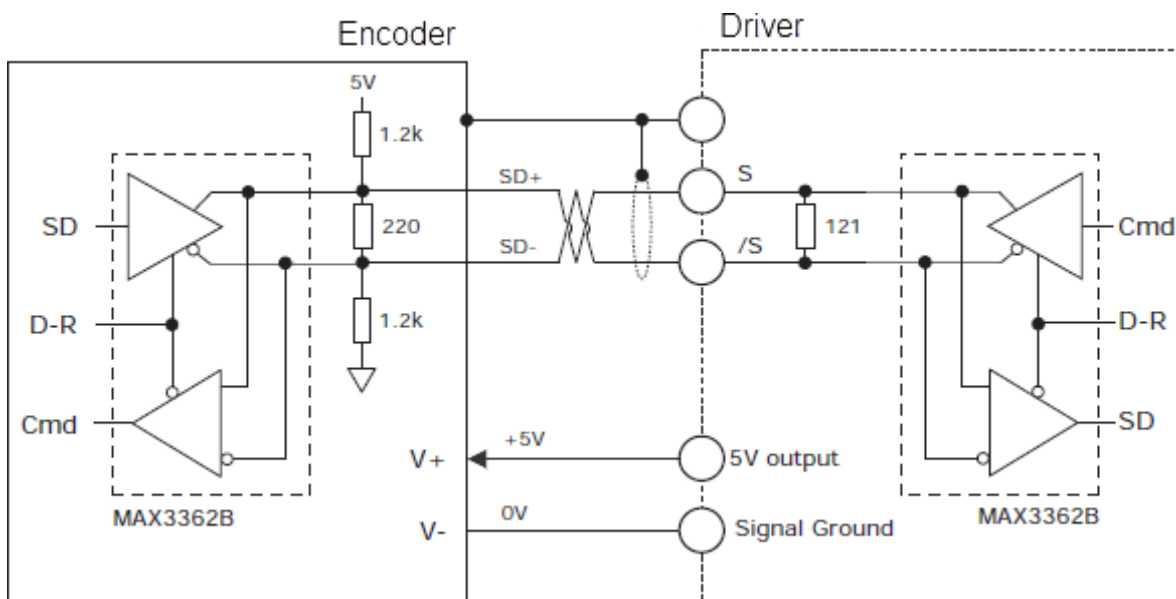 Encoder
Driver
5V
1.2k
SD+
S
SD
220
121
Cmd
SD-
/S
D-R
1.2k
D-R
Cmd
SD
+5V
V+
5V output
MAX3362B
MAX3362B
0V
V-
Signal Ground